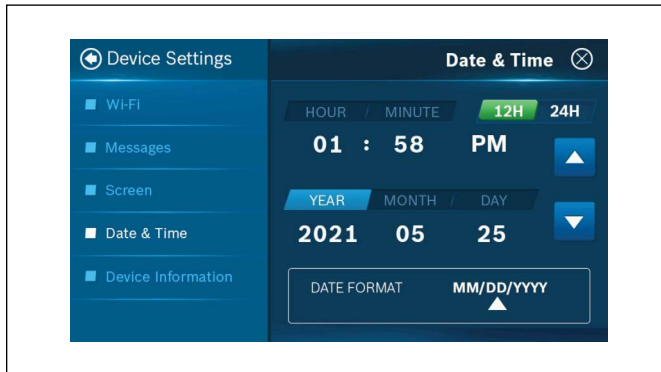 Device Settings
Date & Time
Wi-Fi
Messages
Screen
Date & Time
Device Information
HOUR / MINUTE
12H 24H
01 : 58 PM
YEAR MONTH / DAY
2021 05 25
DATE FORMAT MM/DD/YYYY